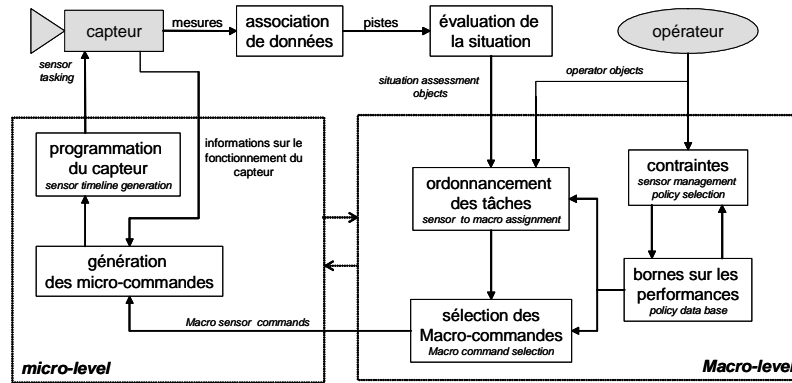 capteur
mesures
association
de données
pistes
évaluation de
la situation
opérateur
sensor
tasking
situation assessment
objects
operator objects
informations sur le
fonctionnement du
capteur
programmation
du capteur
sensor timeline generation
ordonnancement
des tâches
sensor to macro assignment
contraintes
sensor management
policy selection
génération
des micro-commandes
bornes sur les
performances
policy data base
Macro sensor commands
sélection des
Macro-commandes
Macro command selection
micro-level
Macro-level